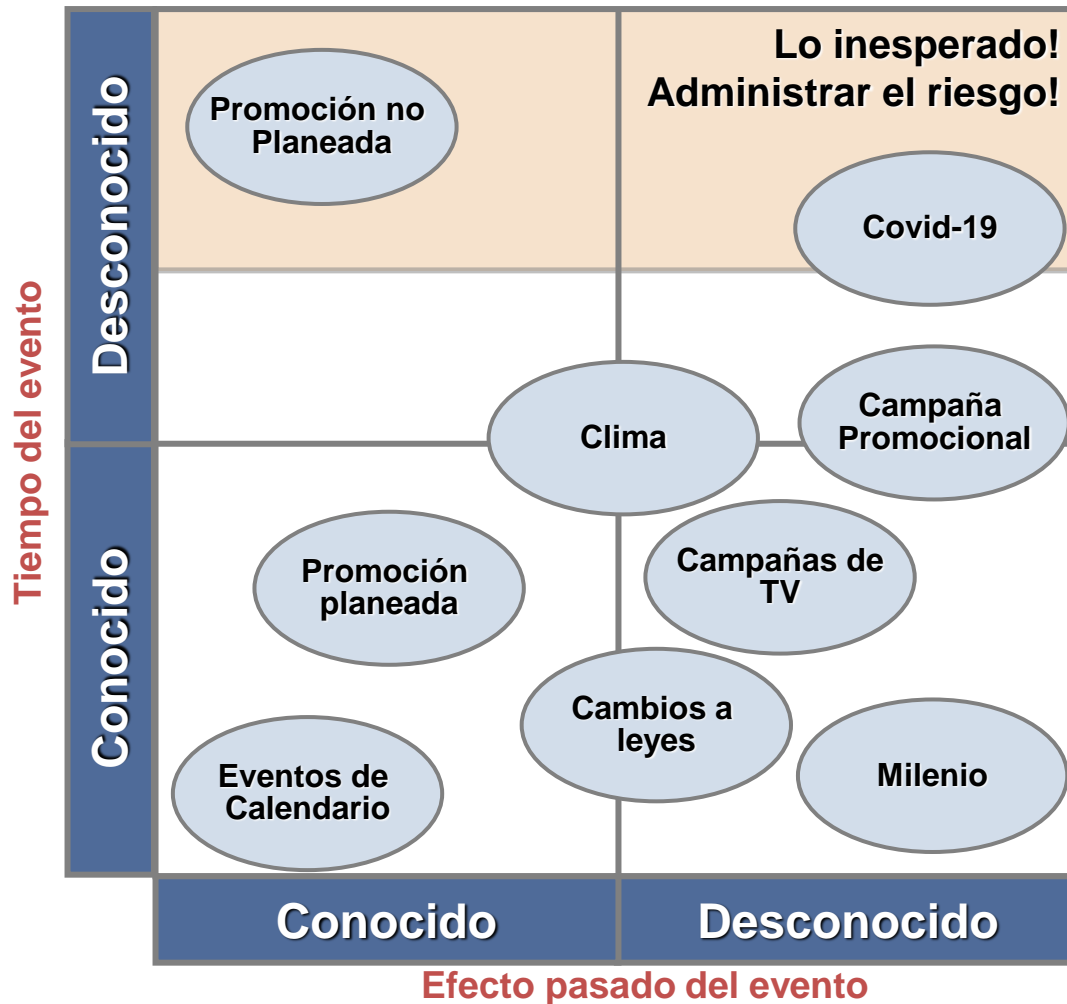 Lo inesperado!
Administrar el riesgo!
Promoción no
Planeada
Covid-19
Desconocido
Tiempo del evento
Clima
Campaña
Promocional
Promoción
planeada
Campañas de
TV
Conocido
Cambios a
leyes
Eventos de
Calendario
Milenio
Conocido
Desconocido
Efecto pasado del evento